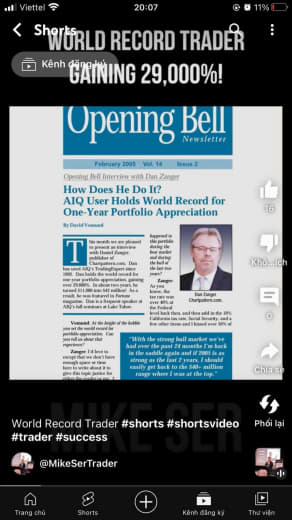 Viettel
20:07
11%
Shorts
WORLD RECORD TRADER
Kênh đăng ký
GAINING 29,000%!
Opening Bell
Newsletter
February 2005 Vol. 14 Issue 2
Opening Bell Interview with Dan Zanger
How Does He Do It?
AIQ User Holds World Record for
One-Year Portfolio Appreciation
By David Vomund
This month we are pleased
to present an interview
with Daniel Zanger,
publisher of
Chartpattern.com. Dan
has used AIQ's TradingExpert since
Dan holds the world record for
one year portfolio appreciation, gaining
over 29,000%. In about two years, he
turned $11,000 into $42 million! As a
result, he was featured in Fortune
magazine. Dan is a frequent speaker at
AIQ's fall seminars at Lake Tahoe.
Vomund: At the height of the bubble
you set the world record for
portfolio appreciation. Can
you tell us about that
experience?
Zanger: I'd love to
except that we don't have
enough space or time
here to write about it to
give this topic justice for
happened to
this portfolio
during the
bear market
and during
the bull of
the last two
years?
Zanger:
As you
know, the
tax rate was
over 40% at
the Federal
level back then, and then add in the 10%
California tax rate, Social Security, and a
few other items and I kissed over 50% of
Dan Zanger
Chartpattern.com
"With the strong bull market we've
had over the past 24 months I'm back
in the saddle again and if 2005 is as
strong as the last 2 years, I should
easily get back to the $40+ million
range where I was at the top."
16
0
Chia sẻ
Phối lại
World Record Trader #shorts #shortsvideo
#trader #success
@MikeSerTrader
MIKE SER
Trang chủ
Shorts
Kênh đăng ký
Thư viện